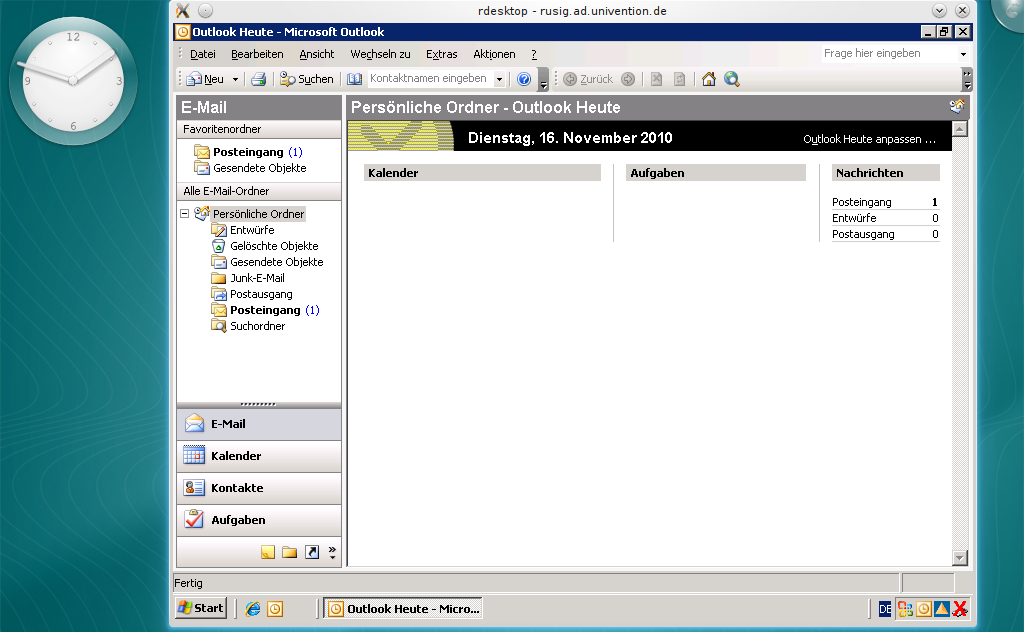 rdesktop - rusig.ad.univention.de
12
3
6
9
Outlook Heute - Microsoft Outlook
Datei Bearbeiten Ansicht Wechseln zu Extras Aktionen ? Frage hier eingeben
Neu Suchen Kontaktnamen eingeben Zurück
E-Mail
Favoritenordner
Posteingang (1)
Gesendete Objekte
Alle E-Mail-Ordner
Persönliche Ordner
Entwürfe
Gelöschte Objekte
Gesendete Objekte
Junk-E-Mail
Postausgang
Posteingang (1)
Suchordner
E-Mail
Kalender
Kontakte
Aufgaben
Persönliche Ordner - Outlook Heute
Dienstag, 16. November 2010 Outlook Heute anpassen ...
Kalender Aufgaben Nachrichten
Posteingang 1
Entwürfe 0
Postausgang 0
Fertig
Start Outlook Heute - Micro... DE